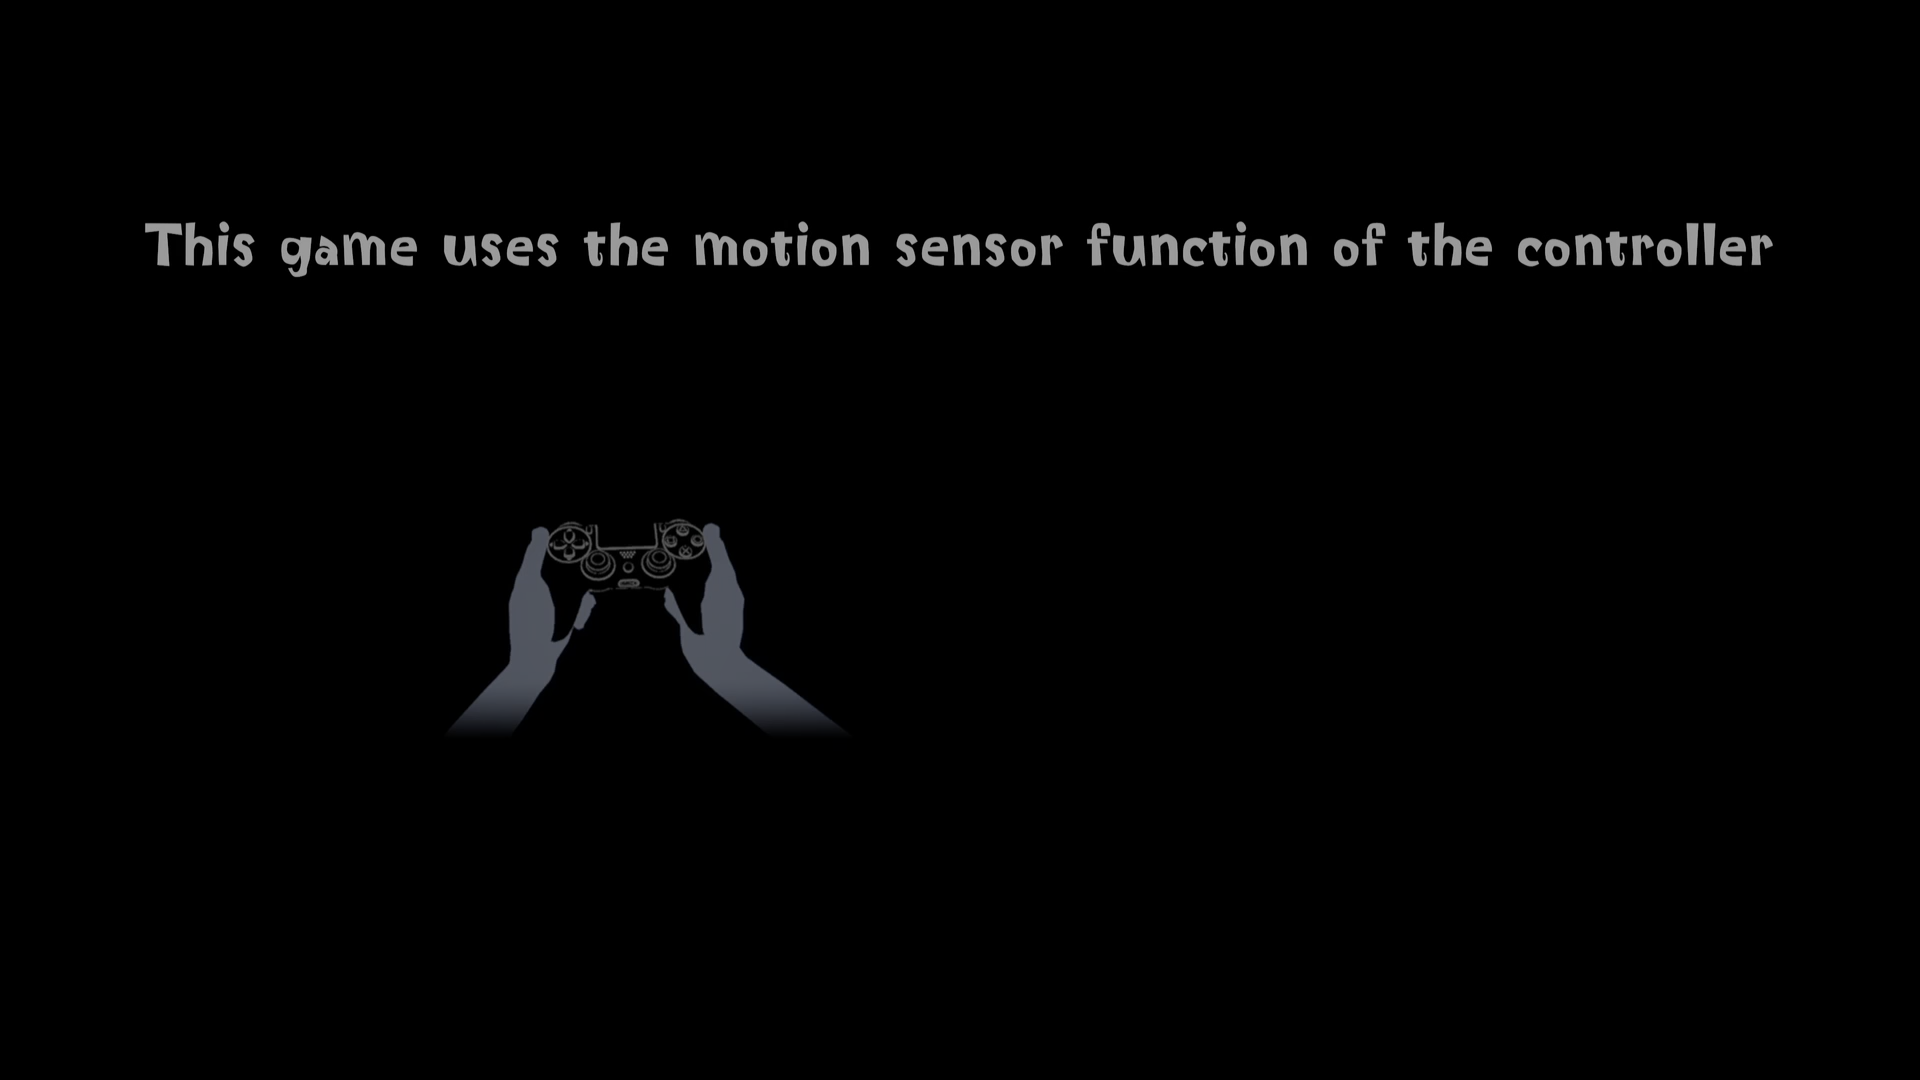 This game uses the motion sensor function of the controller